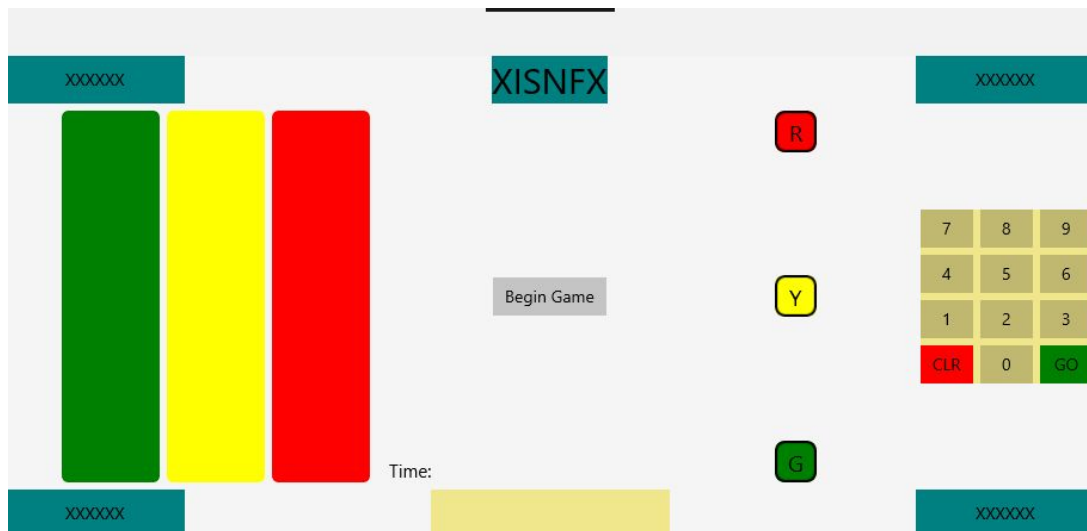 XXXXXX
XISNFX
XXXXXX
R
7 8 9
4 5 6
Begin Game
Y
1 2 3
CLR 0 GO
G
Time:
XXXXXX
XXXXXX